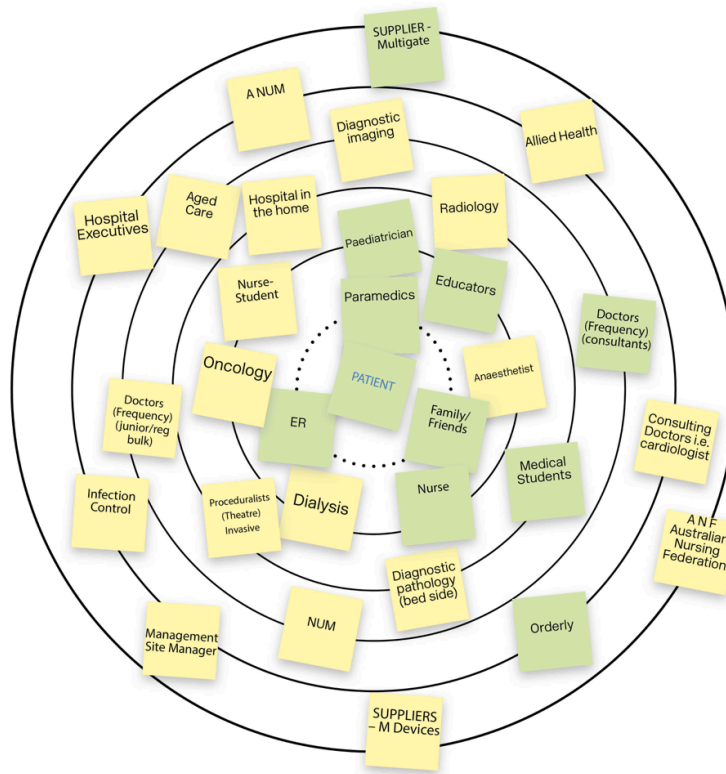 SUPPLIER -
Multigate
A NUM
Diagnostic
imaging
Allied Health
Aged
Care
Hospital in
the home
Radiology
Hospital
Executives
Paediatrician
Nurse-
Student
Paramedics
Educators
Doctors
(Frequency)
(consultants)
Oncology
PATIENT
Anaesthetist
ER
Family/
Friends
Doctors
(Frequency)
(junior/reg
bulk)
Consulting
Doctors i.e.
cardiologist
Infection
Control
Proceduralists
(Theatre)
Invasive
Dialysis
Nurse
Medical
Students
A N F
Australian
Nursing
Federation
Diagnostic
pathology
(bed side)
NUM
Orderly
Management
Site Manager
SUPPLIERS
– M Devices